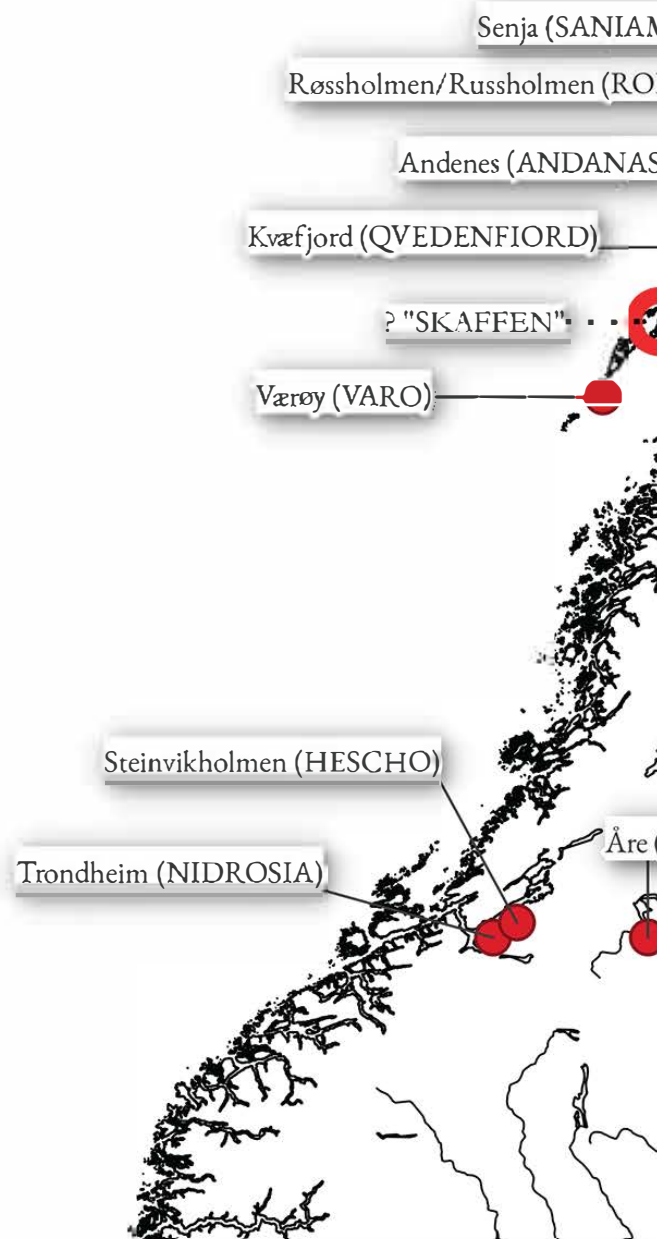 Senja (SANIAM
Røssholmen/Russholmen (RO
Andenes (ANDANAS
Kvæfjord (QVEDENFIORD)
? "SKAFFEN"
Værøy (VARO)
Steinvikholmen (HESCHO)
Åre (
Trondheim (NIDROSIA)